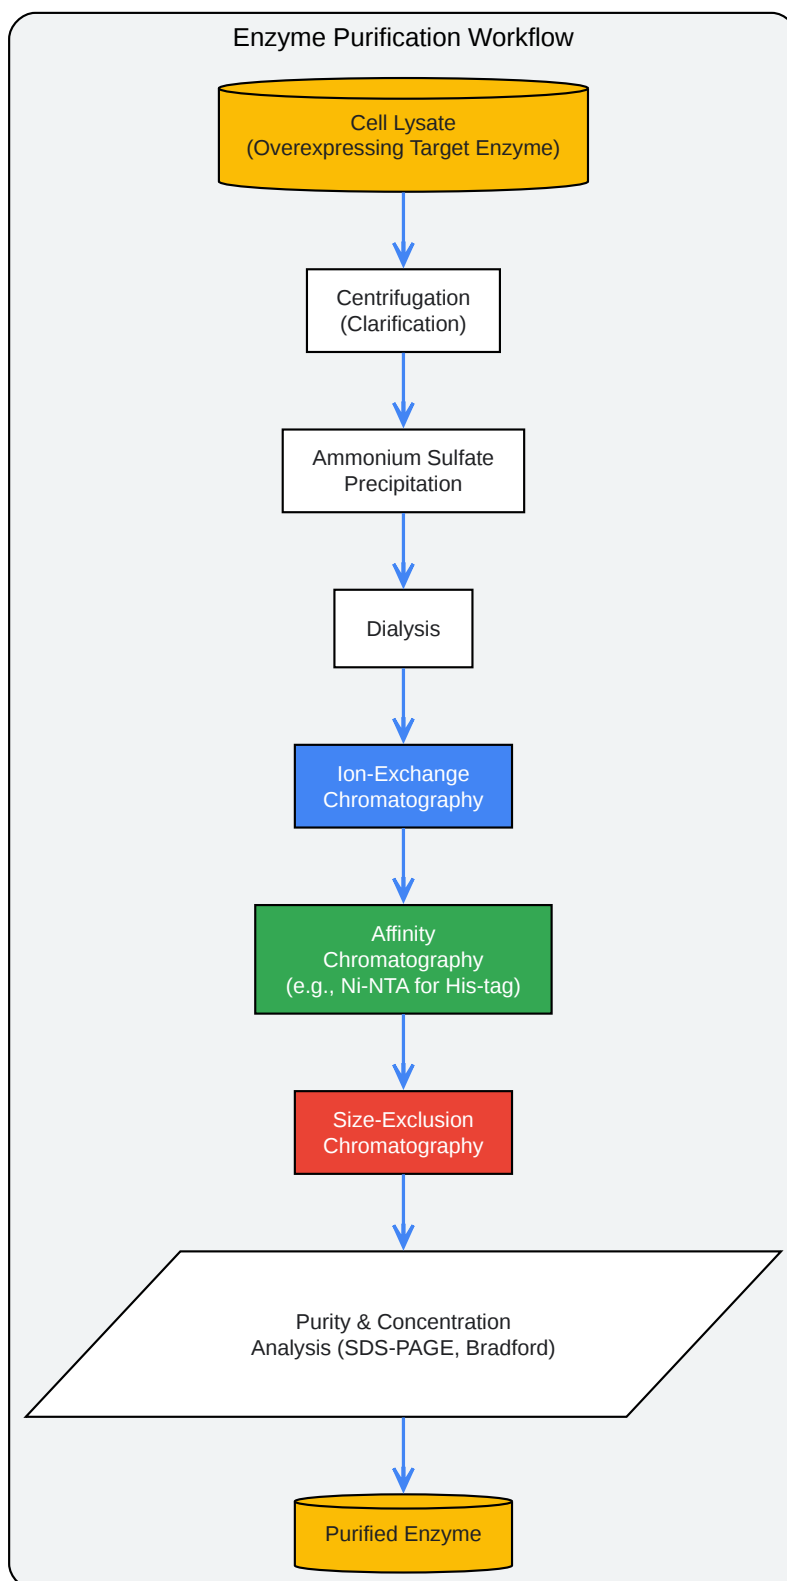 Enzyme Purification Workflow
Cell Lysate
(Overexpressing Target Enzyme)
Centrifugation
(Clarification)
Ammonium Sulfate
Precipitation
Dialysis
Ion-Exchange
Chromatography
Affinity
Chromatography
(e.g., Ni-NTA for His-tag)
Size-Exclusion
Chromatography
Purity & Concentration
Analysis (SDS-PAGE, Bradford)
Purified Enzyme